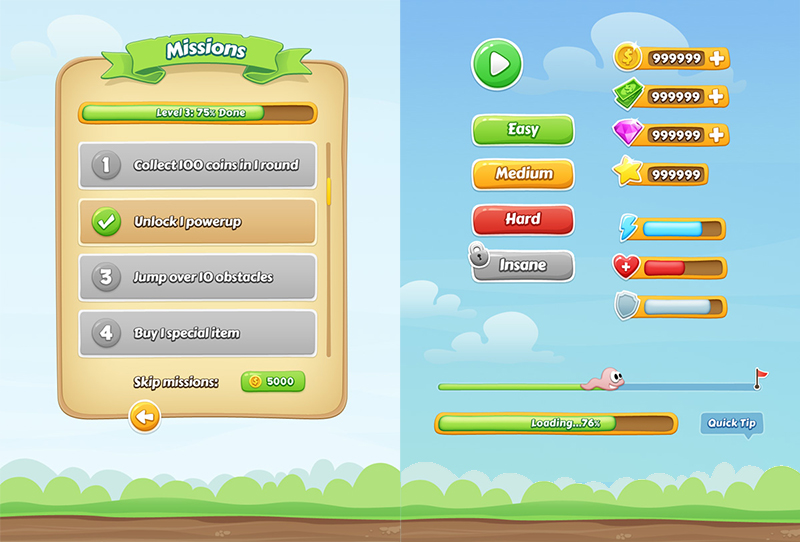 Missions
Level 3: 75% Done
1 Collect 100 coins in 1 round
Unlock 1 powerup
3 Jump over 10 obstacles
4 Buy 1 special item
Skip missions: 5000
999999
999999
999999
999999
Easy
Medium
Hard
Insane
Loading...76%
Quick Tip